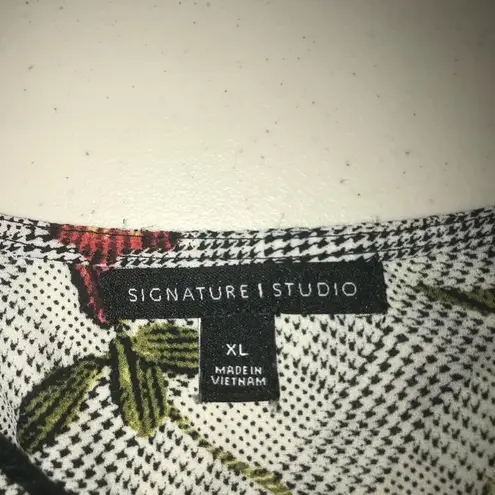 SIGNATURE | STUDIO
XL
MADE IN
VIETNAM